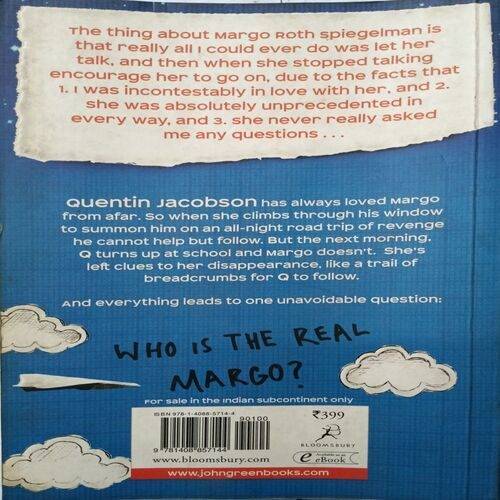 The thing about Margo Roth Spiegelman is
that really all I could ever do was let her
talk, and then when she stopped talking
encourage her to go on, due to the facts that
1. I was incontestably in love with her, and 2.
she was absolutely unprecedented in
every way, and 3. she never really asked
me any questions . . .
Quentin Jacobson has always loved Margo
from afar. So when she climbs through his window
to summon him on an all-night road trip of revenge
he cannot help but follow. But the next morning,
Q turns up at school and Margo doesn't. She's
left clues to her disappearance, like a trail of
breadcrumbs for Q to follow.
And everything leads to one unavoidable question:
WHO IS THE REAL
MARGO?
For sale in the Indian subcontinent only
ISBN 978-1-4088-5714-4
90100
9 781408 857144
₹399
BLOOMSBURY
Available as an
e eBook
www.bloomsbury.com
www.johngreenbooks.com